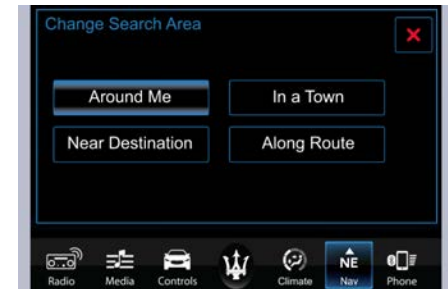 Change Search Area
Around Me
In a Town
Near Destination
Along Route
NE
Radio
Media
Controls
Climate
Nav
Phone